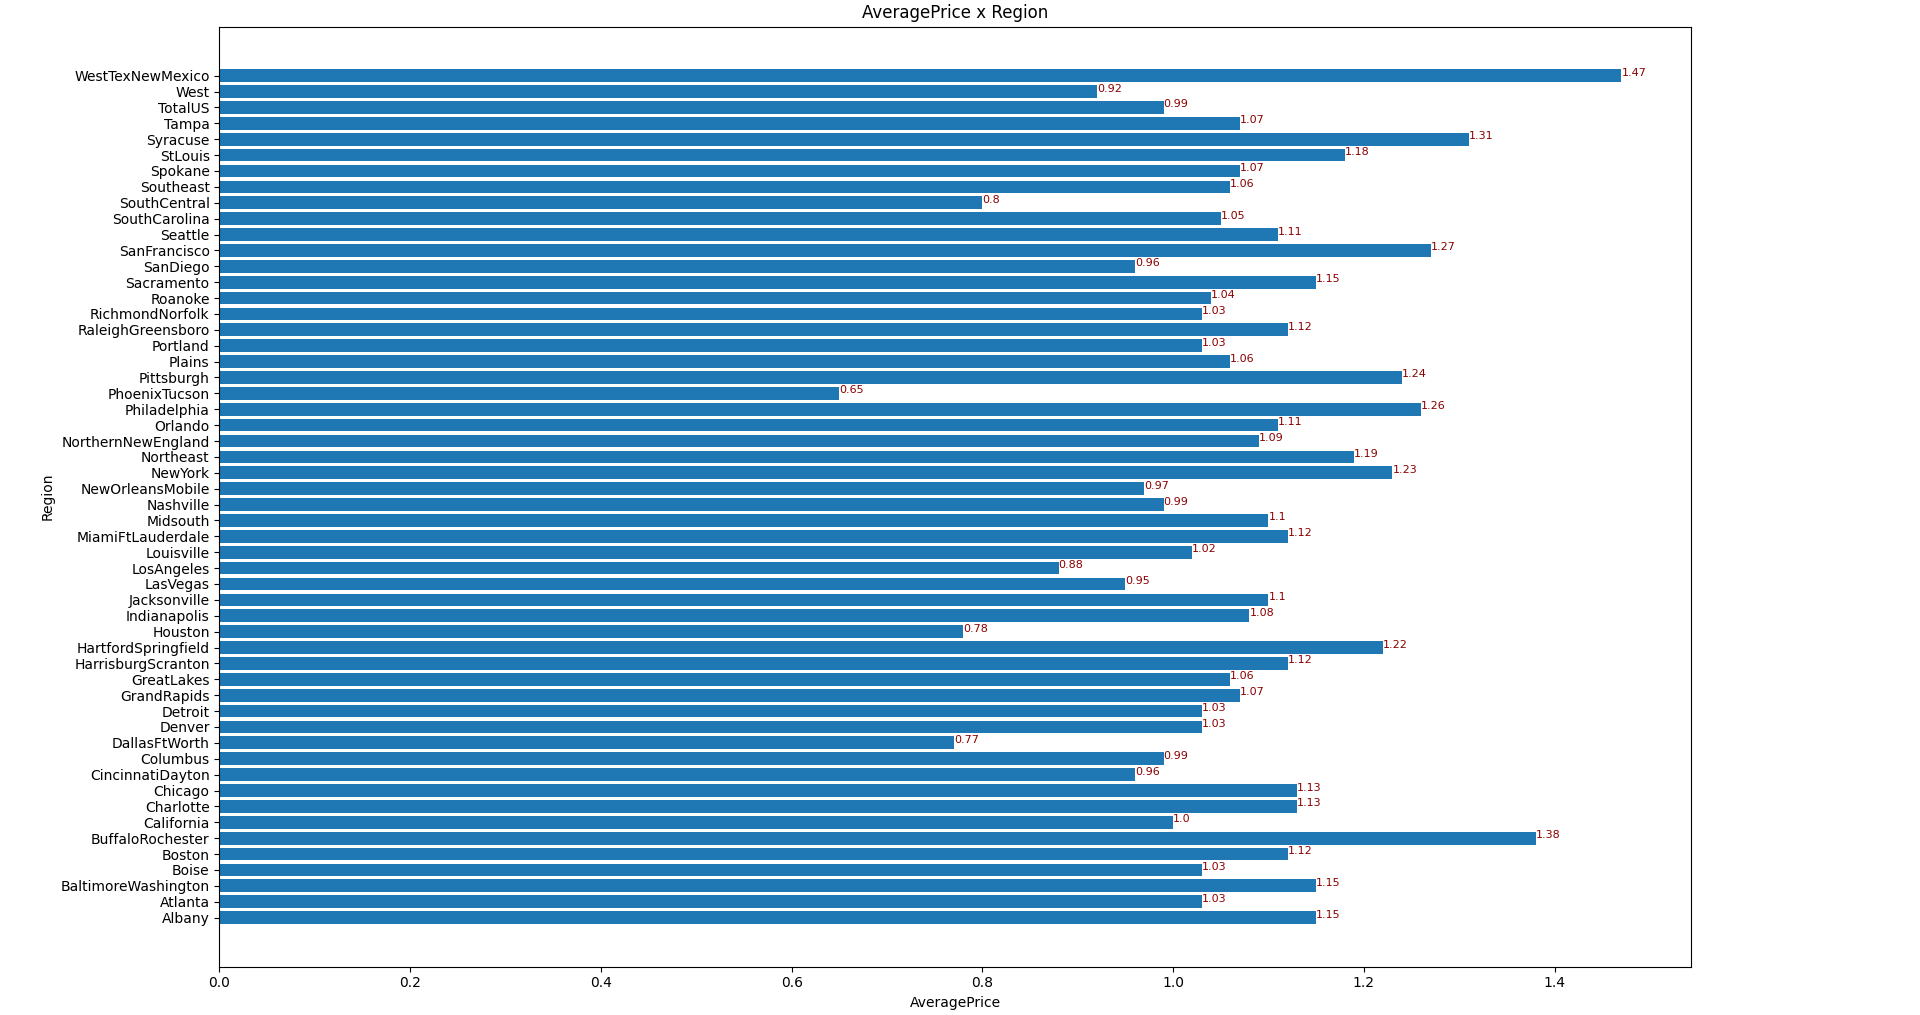 AveragePrice x Region
WestTexNewMexico 1.47
West 0.92
TotalUS 0.99
Tampa 1.07
Syracuse 1.31
StLouis 1.18
Spokane 1.07
Southeast 1.06
SouthCentral 0.8
SouthCarolina 1.05
Seattle 1.11
SanFrancisco 1.27
SanDiego 0.96
Sacramento 1.15
Roanoke 1.04
RichmondNorfolk 1.03
RaleighGreensboro 1.12
Portland 1.03
Plains 1.06
Pittsburgh 1.24
PhoenixTucson 0.65
Philadelphia 1.26
Orlando 1.11
NorthernNewEngland 1.09
Northeast 1.19
NewYork 1.23
NewOrleansMobile 0.97
Nashville 0.99
Midsouth 1.1
MiamiFtLauderdale 1.12
Louisville 1.02
LosAngeles 0.88
LasVegas 0.95
Jacksonville 1.1
Indianapolis 1.08
Houston 0.78
HartfordSpringfield 1.22
HarrisburgScranton 1.12
GreatLakes 1.06
GrandRapids 1.07
Detroit 1.03
Denver 1.03
DallasFtWorth 0.77
Columbus 0.99
CincinnatiDayton 0.96
Chicago 1.13
Charlotte 1.13
California 1.0
BuffaloRochester 1.38
Boston 1.12
Boise 1.03
BaltimoreWashington 1.15
Atlanta 1.03
Albany 1.15
Region
0.0 0.2 0.4 0.6 0.8 1.0 1.2 1.4
AveragePrice